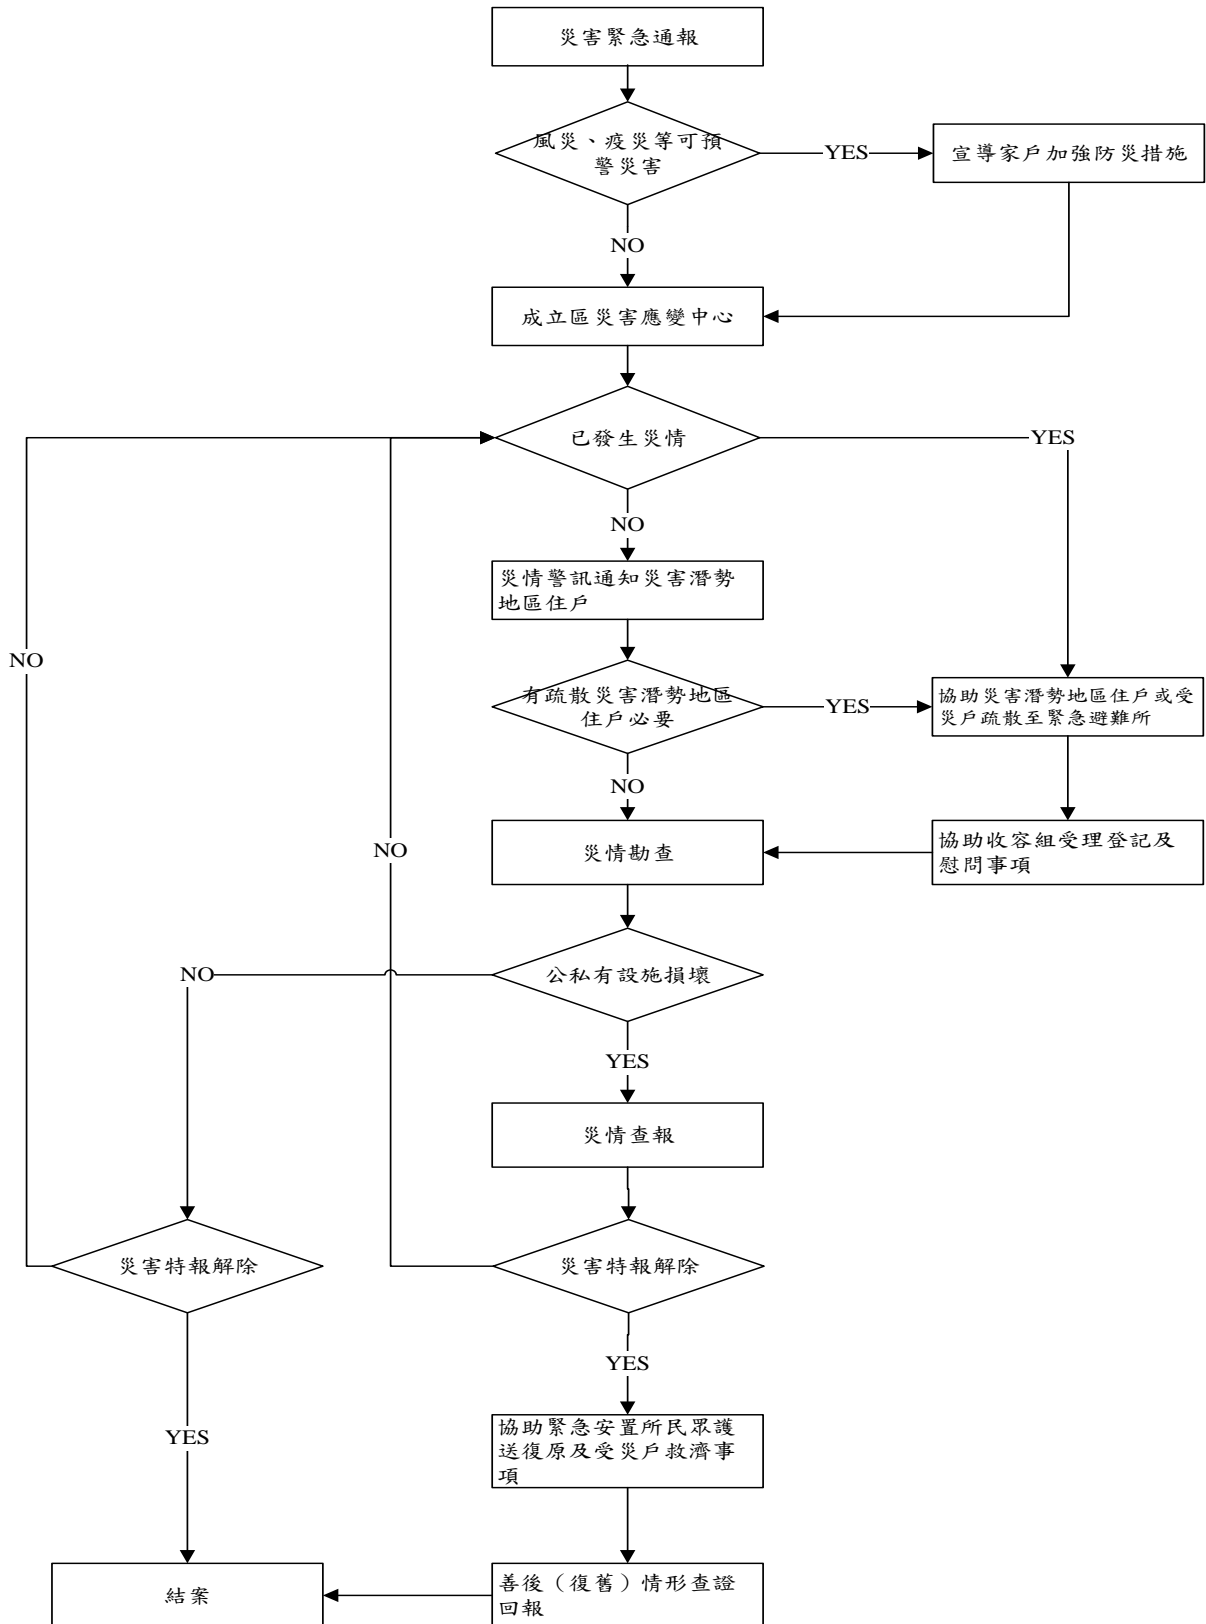 災害緊急通報
風災、疫災等可預
警災害
YES
宣導家戶加強防災措施
NO
成立區災害應變中心
已發生災情
YES
NO
災情警訊通知災害潛勢
地區住戶
NO
有疏散災害潛勢地區
住戶必要
YES
協助災害潛勢地區住戶或受
災戶疏散至緊急避難所
NO
災情勘查
NO
協助收容組受理登記及
慰問事項
公私有設施損壞
NO
YES
災情查報
災害特報解除
災害特報解除
YES
YES
協助緊急安置所民眾護
送復原及受災戶救濟事
項
結案
善後（復舊）情形查證
回報